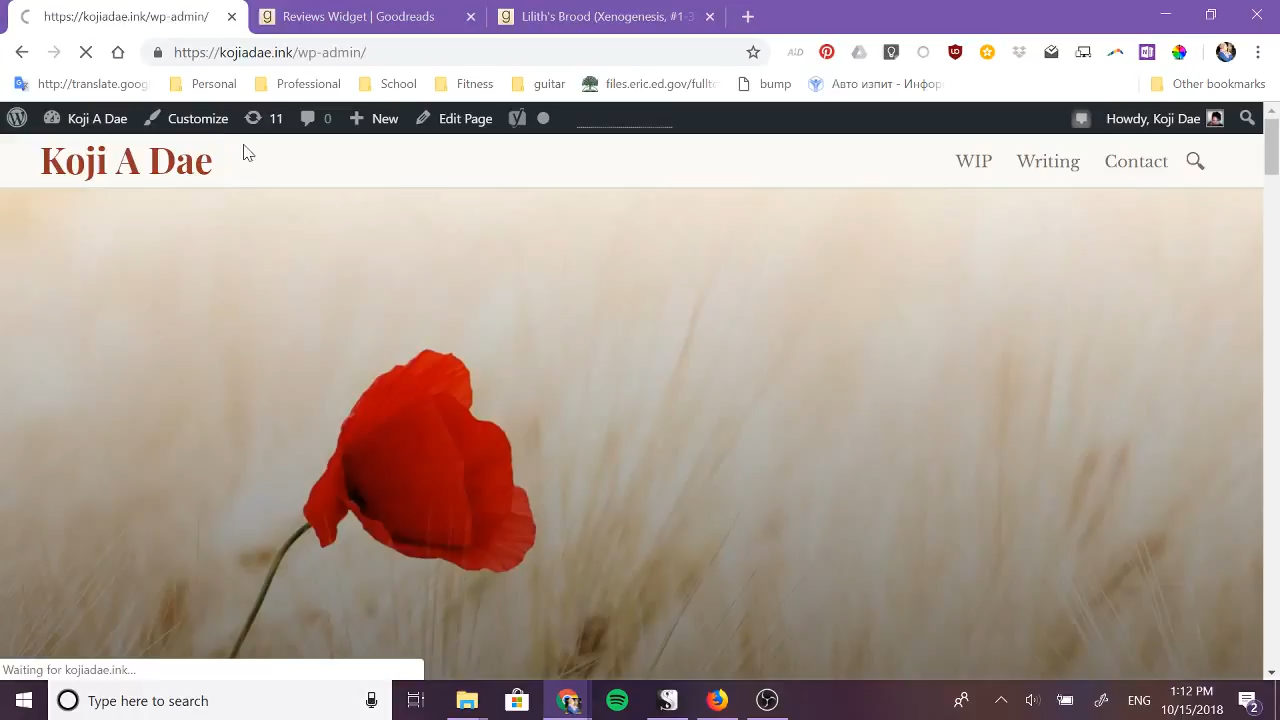 https://kojiadae.ink/wp-admin/
Reviews Widget | Goodreads
Lilith's Brood (Xenogenesis, #1-3
https://kojiadae.ink/wp-admin/
http://translate.goog
Personal
Professional
School
Fitness
guitar
files.eric.ed.gov/fullte
bump
Авто изпит - Инфор
Other bookmarks
Koji A Dae
Customize
11
0
New
Edit Page
Howdy, Koji Dae
Koji A Dae
WIP
Writing
Contact
Waiting for kojiadae.ink...
Type here to search
ENG
1:12 PM
10/15/2018
2